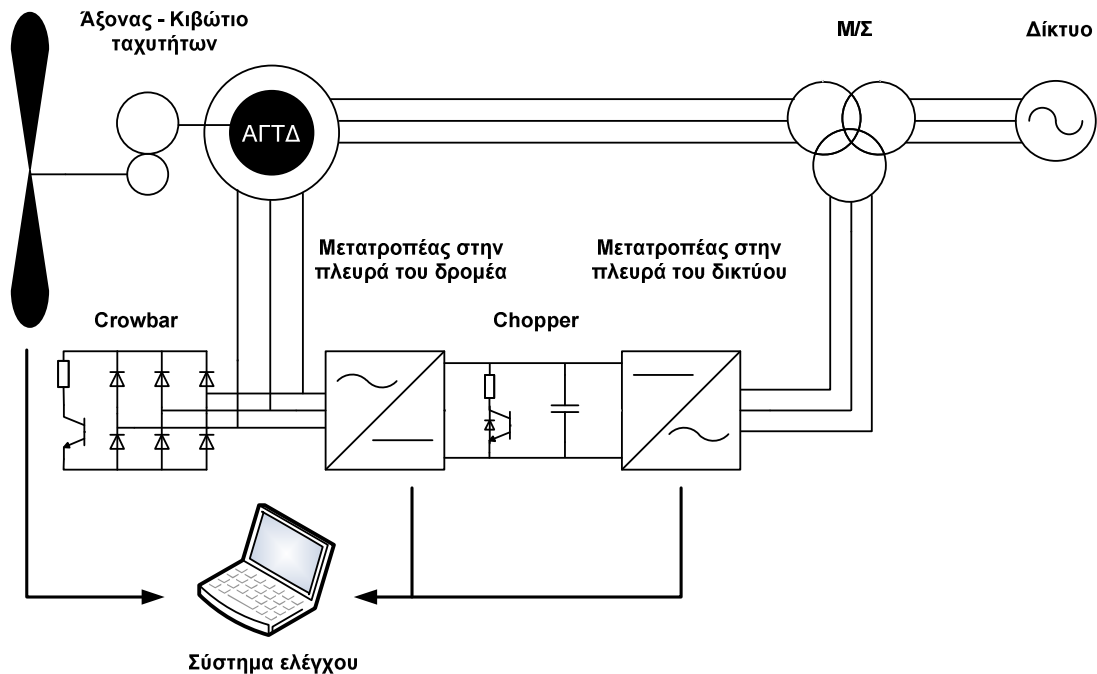 Άξονας - Κιβώτιο
ταχυτήτων
Μ/Σ
Δίκτυο
ΑΓΤΔ
Μετατροπέας στην
πλευρά του δρομέα
Μετατροπέας στην
πλευρά του δικτύου
Crowbar
Chopper
Σύστημα ελέγχου